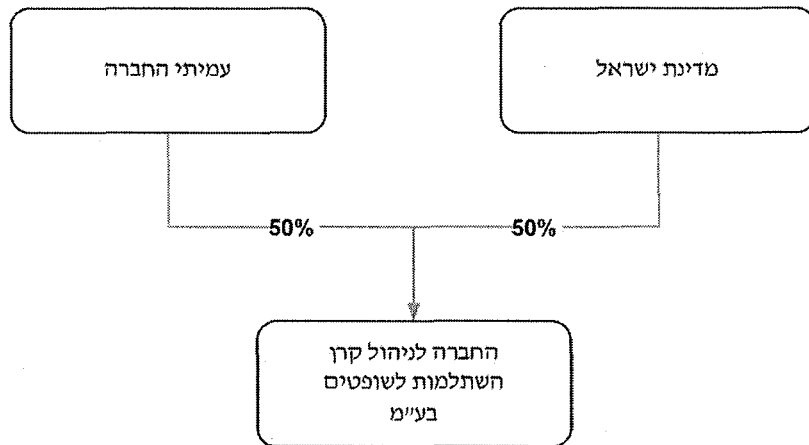 מדינת ישראל
עמיתי החברה
50%
50%
החברה לניהול קרן
השתלמות לשופטים
בע״מ